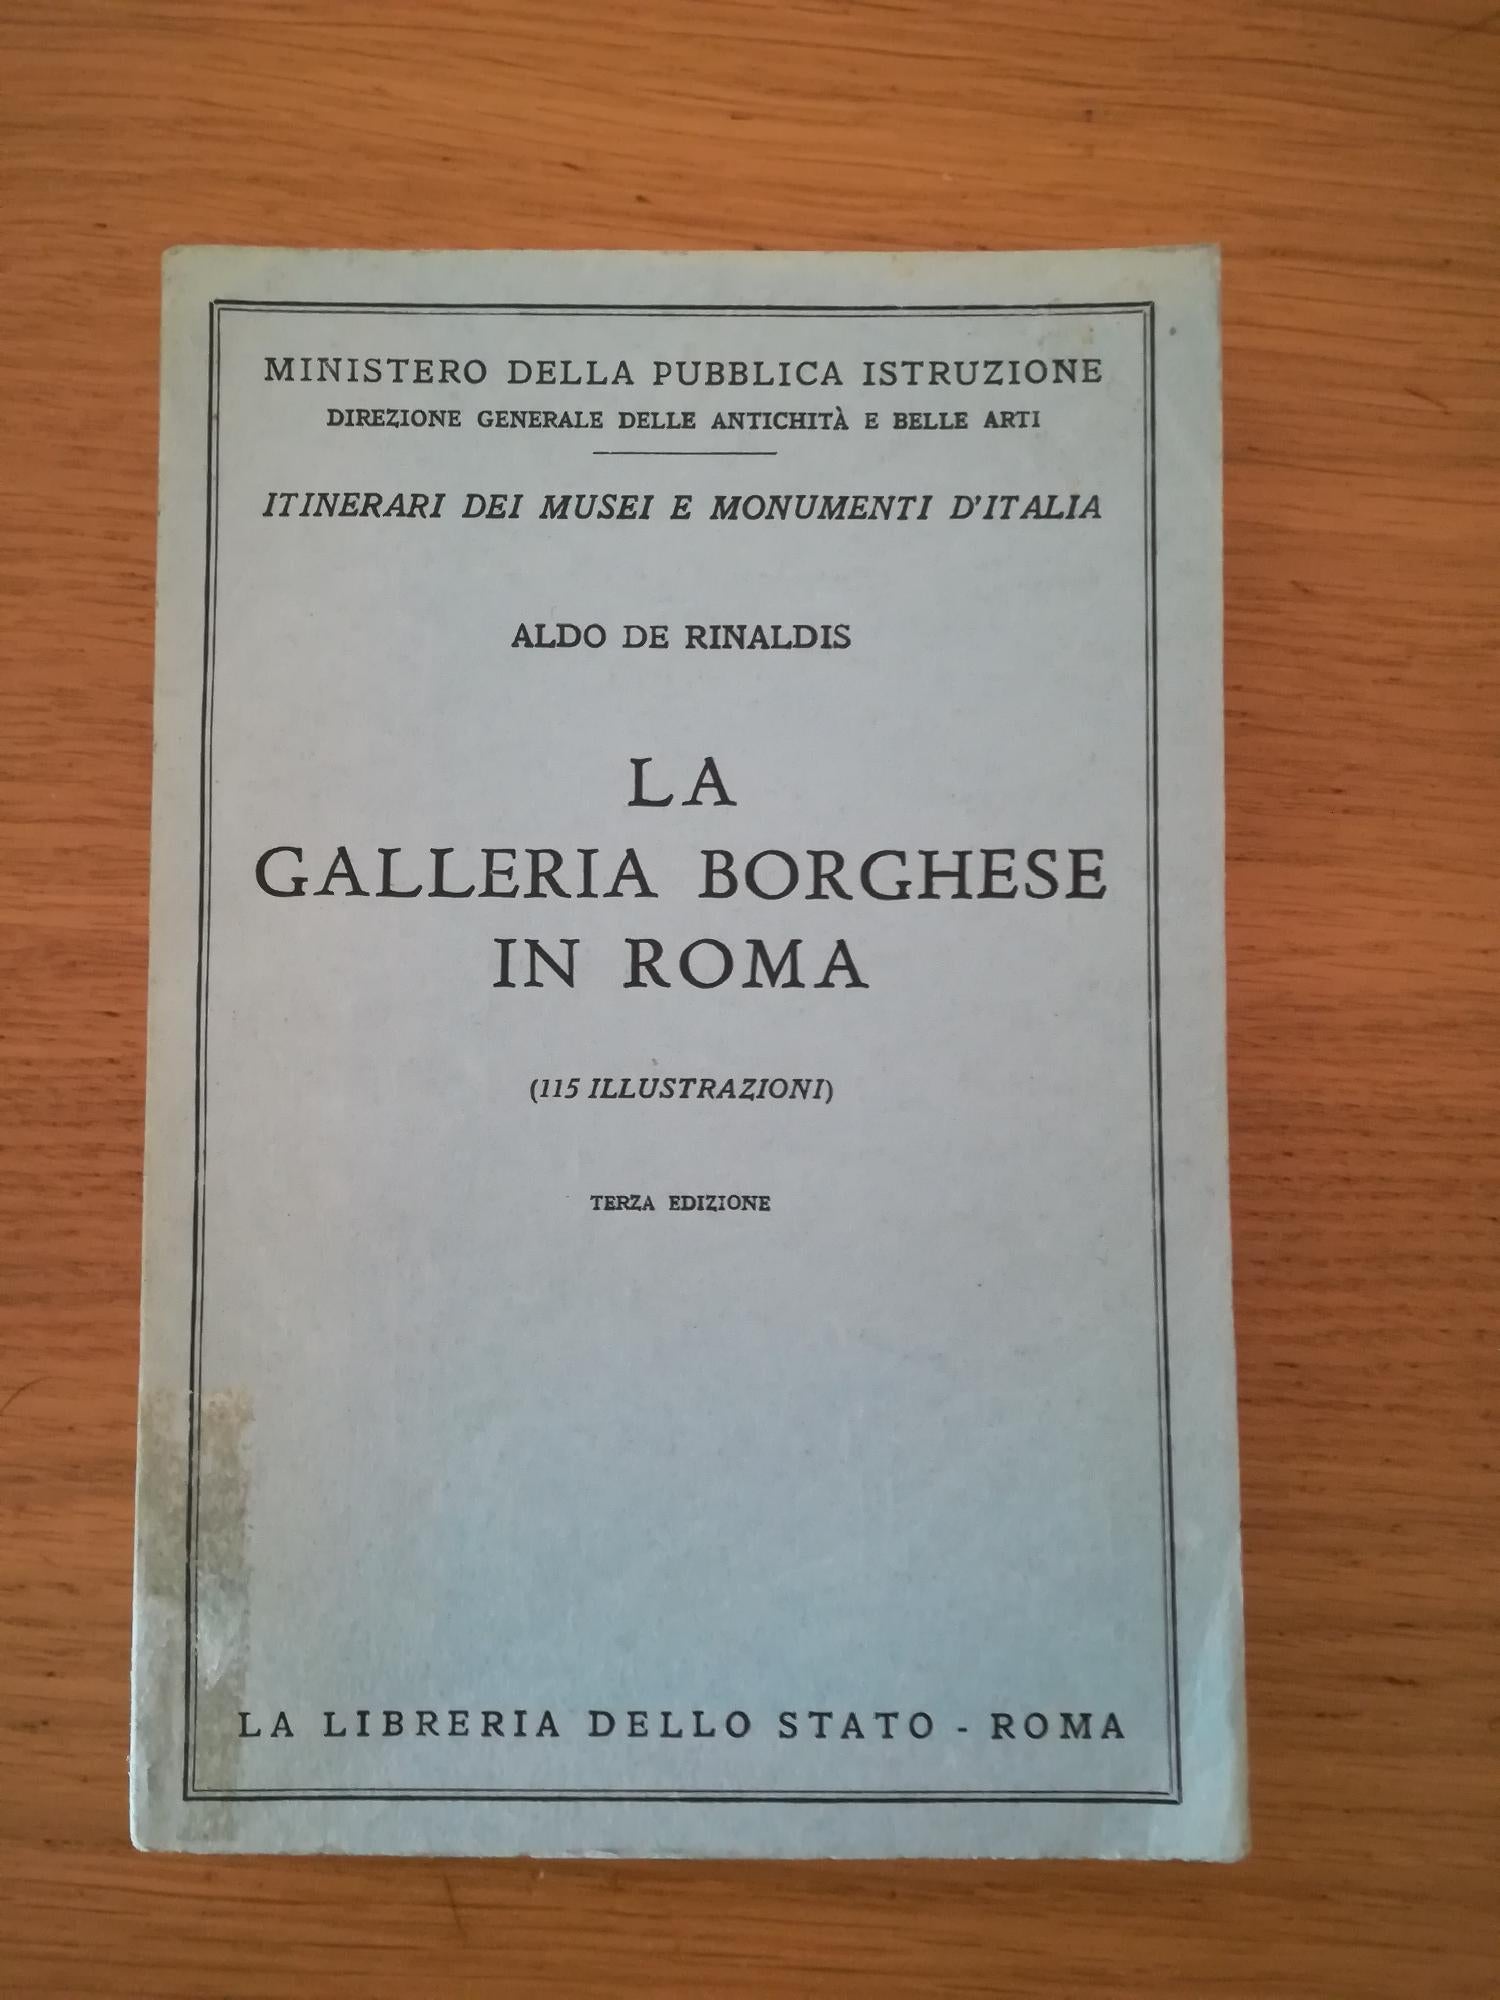 MINISTERO DELLA PUBBLICA ISTRUZIONE
DIREZIONE GENERALE DELLE ANTICHITÀ E BELLE ARTI
ITINERARI DEI MUSEI E MONUMENTI D'ITALIA
ALDO DE RINALDIS
LA
GALLERIA BORGHESE
IN ROMA
(115 ILLUSTRAZIONI)
TERZA EDIZIONE
LA LIBRERIA DELLO STATO - ROMA